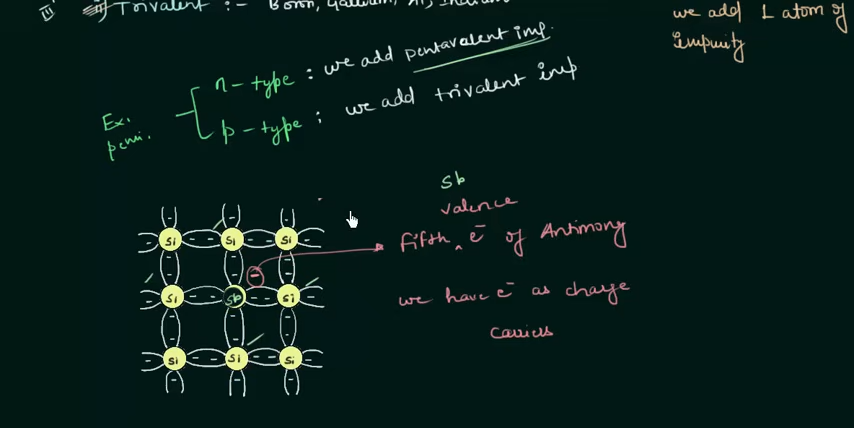 III Trivalent :- Boron, Gallium,
we add 1 atom of
impurity
n - type : we add pentavalent imp.
Ex.
p - type : we add trivalent imp
Sb
valence
Fifth ^ e⁻ of Antimony
we have e⁻ as charge
carriers
Si Si Si
Si Sb Si
Si Si Si